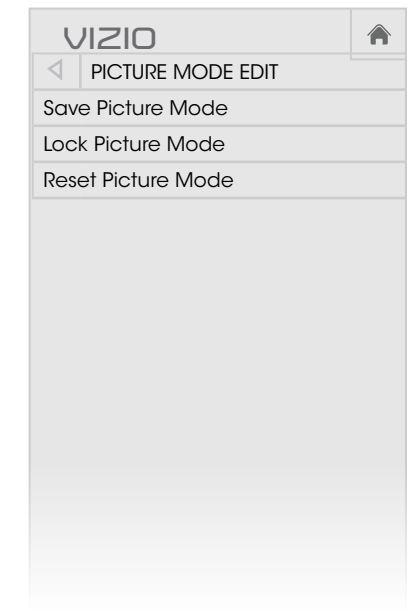 VIZIO
PICTURE MODE EDIT
Save Picture Mode
Lock Picture Mode
Reset Picture Mode